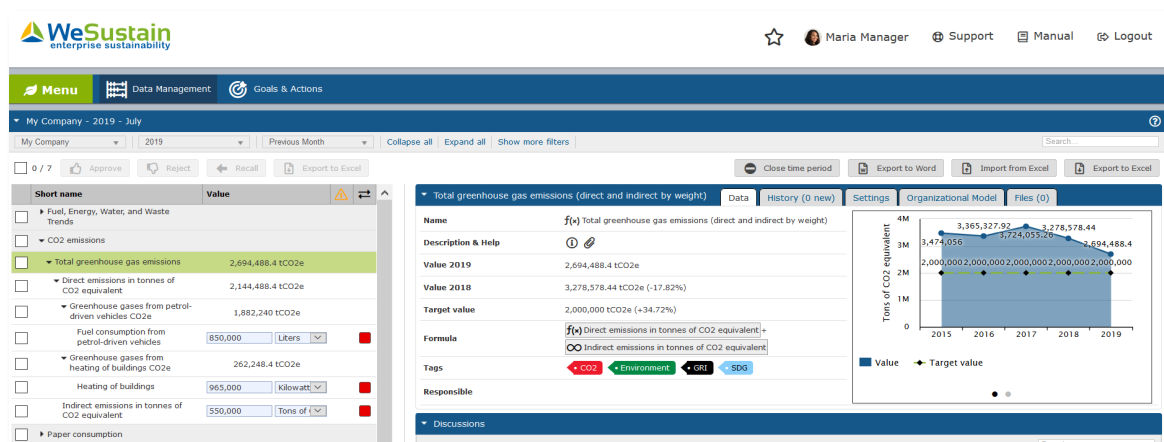 WeSustain
enterprise sustainability
Maria Manager
Support
Manual
Logout
Menu
Data Management
Goals & Actions
My Company - 2019 - July
My Company
2019
Previous Month
Collapse all
Expand all
Show more filters
Search...
0 / 7
Approve
Reject
Recall
Export to Excel
Close time period
Export to Word
Import from Excel
Export to Excel
Short name
Value
Fuel, Energy, Water, and Waste
Trends
CO2 emissions
Total greenhouse gas emissions
2,694,488.4 tCO2e
Direct emissions in tonnes of
CO2 equivalent
2,144,488.4 tCO2e
Greenhouse gases from petrol-
driven vehicles CO2e
1,882,240 tCO2e
Fuel consumption from
petrol-driven vehicles
850,000
Liters
Greenhouse gases from
heating of buildings CO2e
262,248.4 tCO2e
Heating of buildings
965,000
Kilowatt
Indirect emissions in tonnes of
CO2 equivalent
550,000
Tons of
Paper consumption
Total greenhouse gas emissions (direct and indirect by weight)
Data
History (0 new)
Settings
Organizational Model
Files (0)
Name
f(x) Total greenhouse gas emissions (direct and indirect by weight)
Description & Help
Value 2019
2,694,488.4 tCO2e
Value 2018
3,278,578.44 tCO2e (-17.82%)
Target value
2,000,000 tCO2e (+34.72%)
Formula
f(x) Direct emissions in tonnes of CO2 equivalent +
Indirect emissions in tonnes of CO2 equivalent
Tags
CO2
Environment
GRI
SDG
Responsible
Tons of CO2 equivalent
4M
3M
2M
1M
0
3,474,056
3,365,327.92
3,724,055.26
3,278,578.44
2,694,488.4
2,000,000
2,000,000
2,000,000
2,000,000
2,000,000
2015
2016
2017
2018
2019
Value
Target value
Discussions